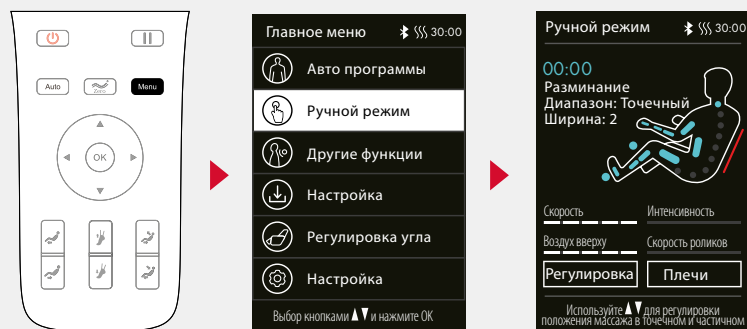 Auto
Zero
Menu
OK
Главное меню 30:00
Авто программы
Ручной режим
Другие функции
Настройка
Регулировка угла
Настройка
Выбор кнопками ▲▼ и нажмите OK
Ручной режим 30:00
00:00
Разминание
Диапазон: Точечный
Ширина: 2
Скорость Интенсивность
Воздух вверху Скорость роликов
Регулировка Плечи
Используйте ▲▼ для регулировки
положения массажа в точечном и частичном